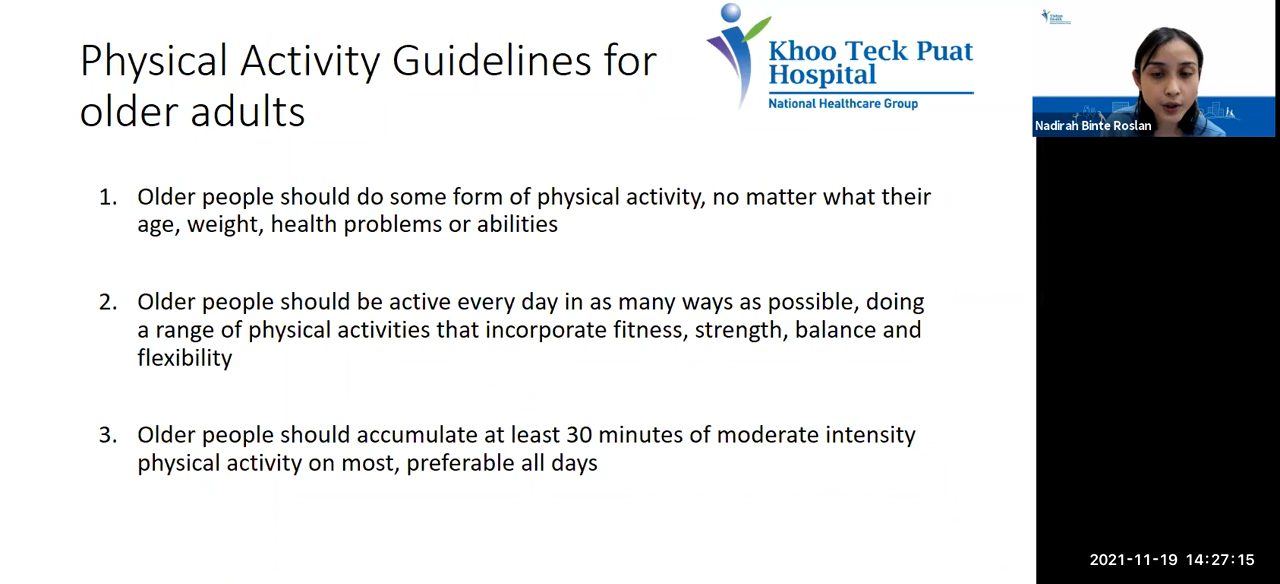 Physical Activity Guidelines for
older adults
Khoo Teck Puat
Hospital
National Healthcare Group
Nadirah Binte Roslan
1. Older people should do some form of physical activity, no matter what their
age, weight, health problems or abilities
2. Older people should be active every day in as many ways as possible, doing
a range of physical activities that incorporate fitness, strength, balance and
flexibility
3. Older people should accumulate at least 30 minutes of moderate intensity
physical activity on most, preferable all days
2021-11-19 14:27:15